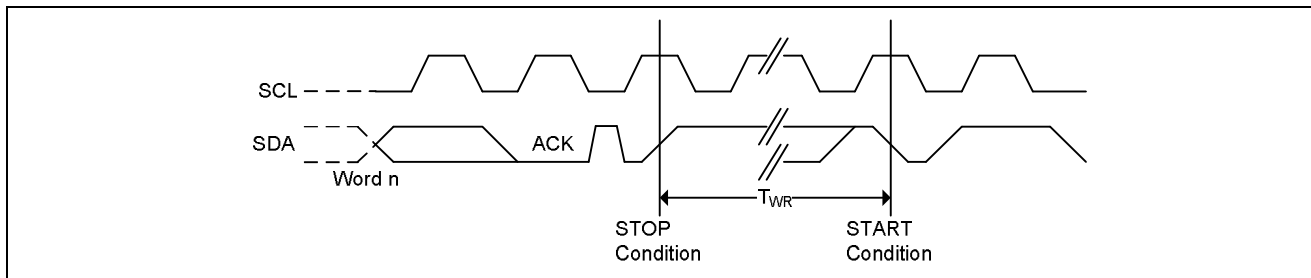 SCL
SDA
ACK
Word n
TWR
STOP
Condition
START
Condition